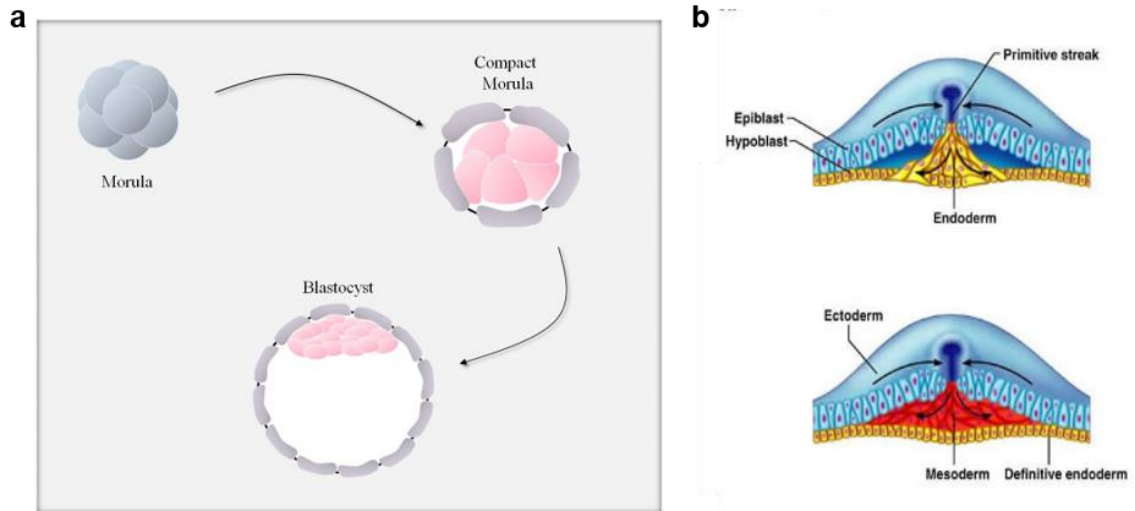 a
Morula
Compact
Morula
Blastocyst
b
Primitive streak
Epiblast
Hypoblast
Endoderm
Ectoderm
Mesoderm
Definitive endoderm